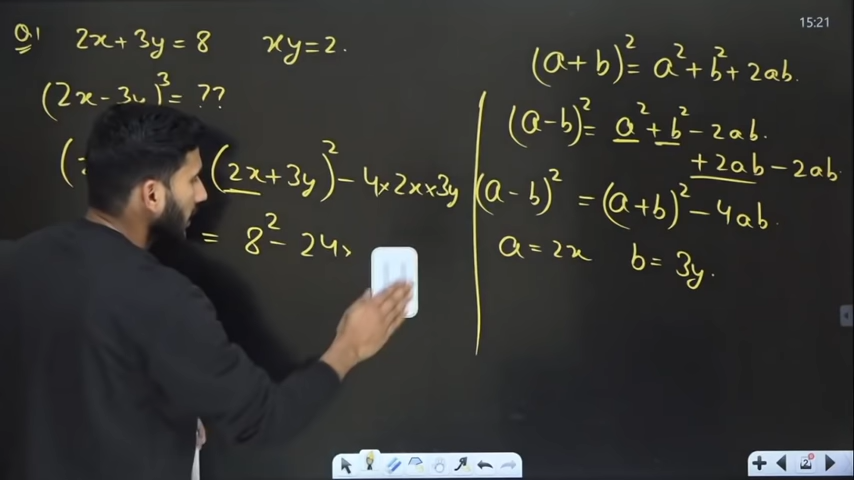 15:21
Q1 2x+3y=8 xy=2.
(2x-3y)³= ??
(2x+3y)² - 4×2x×3y
= 8² - 24×
(a+b)² = a²+b²+2ab.
(a-b)² = a²+b²-2ab.
+2ab-2ab
(a-b)² = (a+b)² - 4ab.
a=2x b=3y.
2